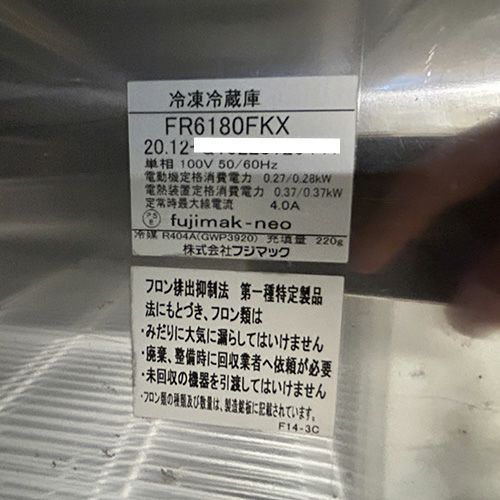 冷凍冷蔵庫
FR6180FKX
20.12-
単相 100V 50/60Hz
電動機定格消費電力 0.27/0.28kW
電熱装置定格消費電力 0.37/0.37kW
定常時最大線電流 4.0A
fujimak-neo
冷媒 R404A(GWP3920) 充填量 220g
株式会社フジマック
フロン排出抑制法 第一種特定製品
法にもとづき、フロン類は
・みだりに大気に漏らしてはいけません
・廃棄、整備時に回収業者へ依頼が必要
・未回収の機器を引渡してはいけません
・フロン類の種類及び数量は、製造銘板に記載されています。
F14-3C